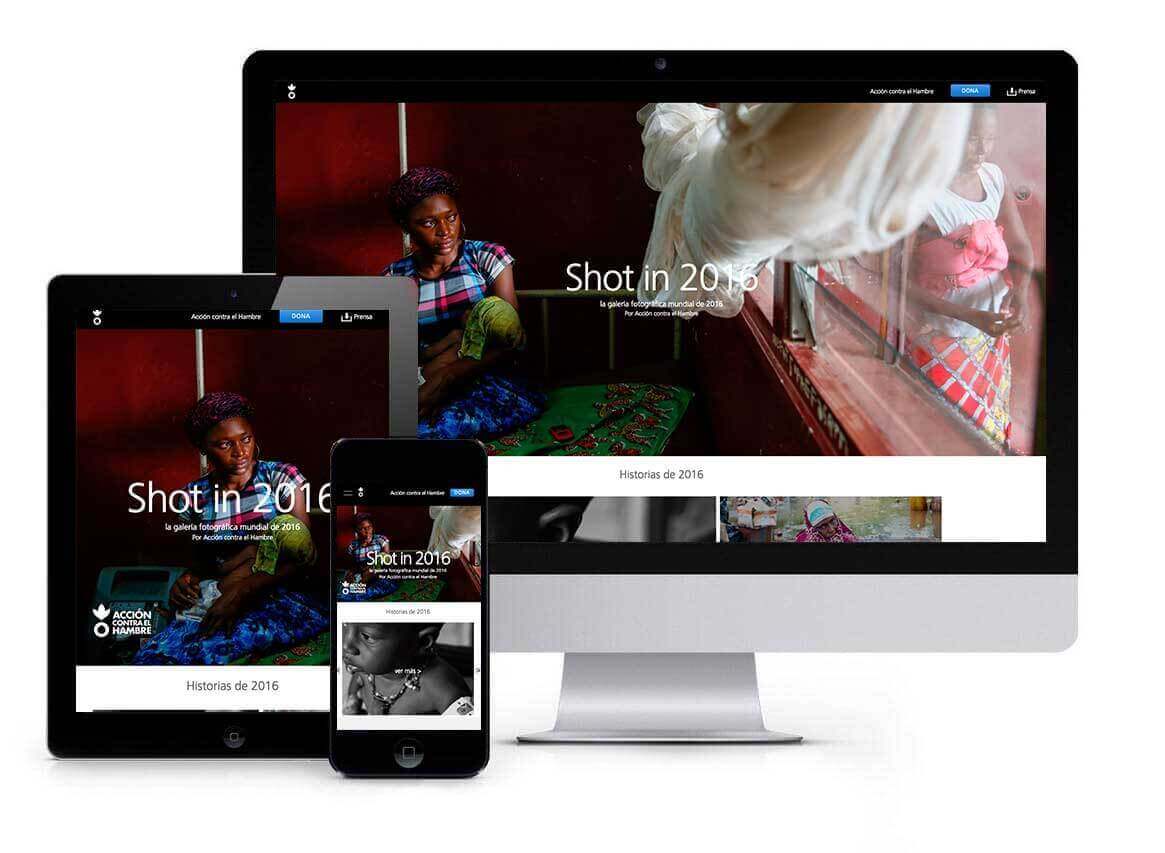 Acción contra el Hambre
DONA
Prensa
Shot in 2016
la galería fotográfica mundial de 2016
Por Acción contra el Hambre
Historias de 2016
Acción contra el Hambre
DONA
Prensa
Shot in 2016
la galería fotográfica mundial de 2016
Por Acción contra el Hambre
ACCIÓN
CONTRA EL
HAMBRE
Historias de 2016
Acción contra el Hambre
DONA
Shot in 2016
la galería fotográfica mundial de 2016
Por Acción contra el Hambre
ACCIÓN
CONTRA EL
HAMBRE
Historias de 2016
ver más >